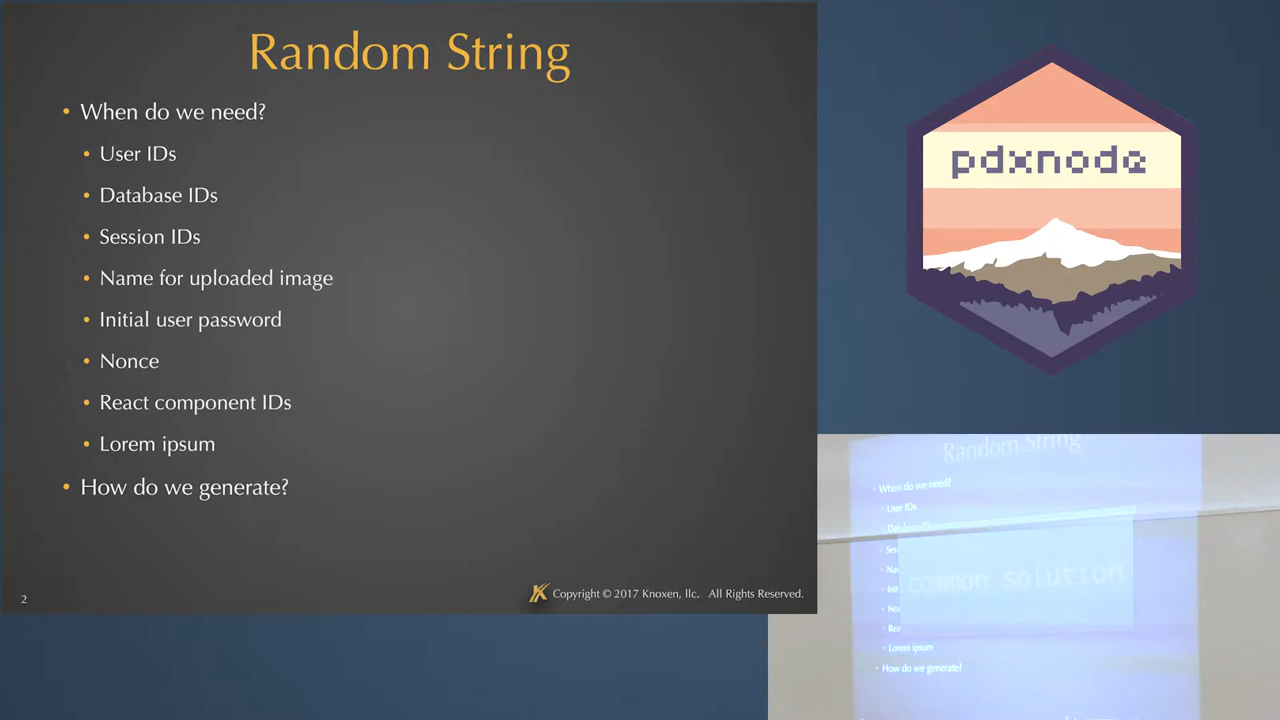 Random String
• When do we need?
• User IDs
• Database IDs
• Session IDs
• Name for uploaded image
• Initial user password
• Nonce
• React component IDs
• Lorem ipsum
• How do we generate?
2
Copyright © 2017 Knoxen, llc. All Rights Reserved.
pdxnode
Random String
• When do we need?
• User IDs
common solution
• Lorem ipsum
• How do we generate?